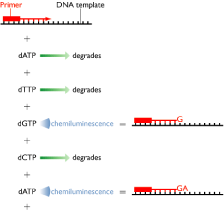 Primer DNA template
+
dATP degrades
+
dTTP degrades
+
dGTP chemiluminescence = G
+
dCTP degrades
+
dATP chemiluminescence = GA
+